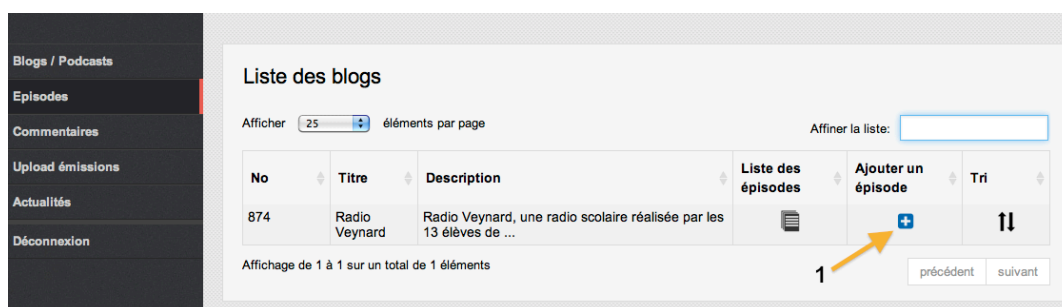 Blogs / Podcasts
Episodes
Commentaires
Upload émissions
Actualités
Déconnexion
Liste des blogs
Afficher 25 éléments par page
Affiner la liste:
No Titre Description Liste des épisodes Ajouter un épisode Tri
874 Radio Veynard Radio Veynard, une radio scolaire réalisée par les 13 élèves de ...
Affichage de 1 à 1 sur un total de 1 éléments
1
précédent suivant